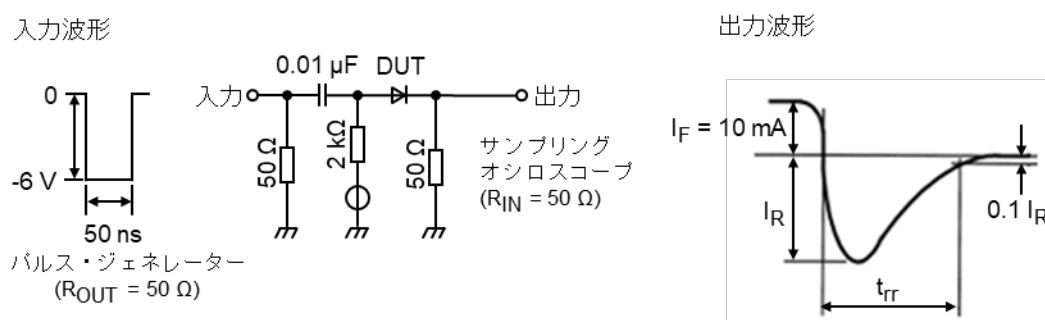 入力波形
出力波形
0
-6 V
50 ns
パルス・ジェネレーター
(ROUT = 50 Ω)
0.01 µF
DUT
入力
出力
50 Ω
2 kΩ
50 Ω
サンプリング
オシロスコープ
(RIN = 50 Ω)
IF = 10 mA
IR
0.1 IR
trr